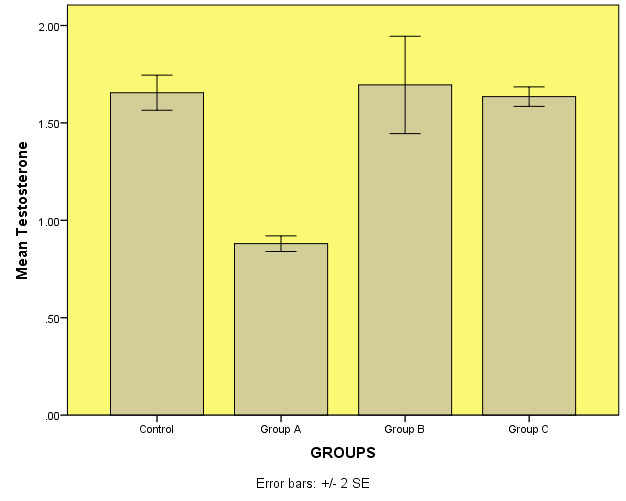 Mean Testosterone
2.00
1.50
1.00
.50
.00
Control Group A Group B Group C
GROUPS
Error bars: +/- 2 SE